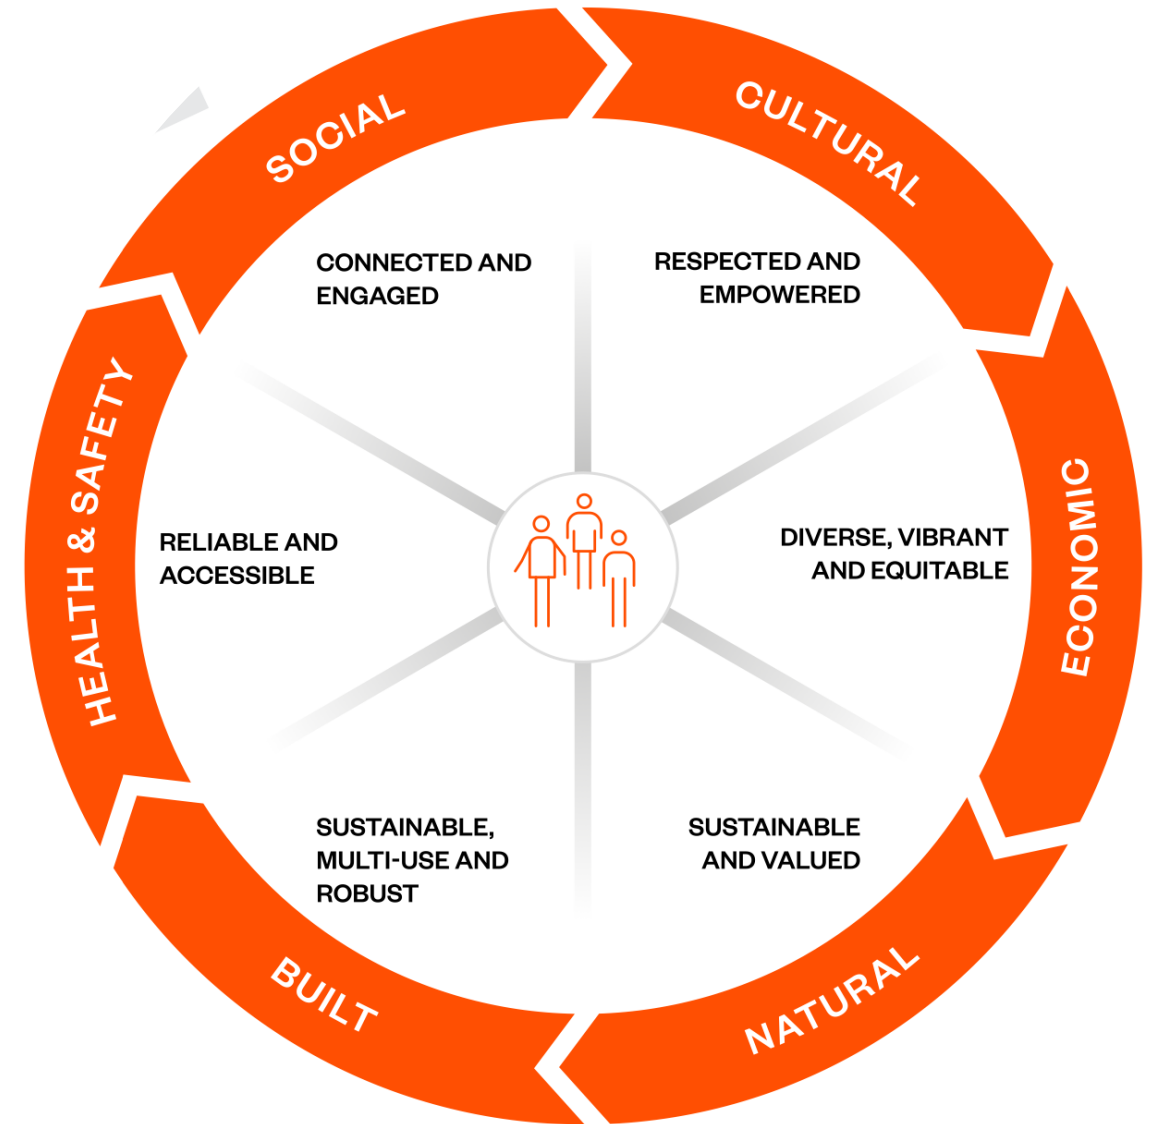 SOCIAL
CULTURAL
CONNECTED AND
ENGAGED
RESPECTED AND
EMPOWERED
HEALTH & SAFETY
RELIABLE AND
ACCESSIBLE
DIVERSE, VIBRANT
AND EQUITABLE
ECONOMIC
SUSTAINABLE,
MULTI-USE AND
ROBUST
SUSTAINABLE
AND VALUED
BUILT
NATURAL